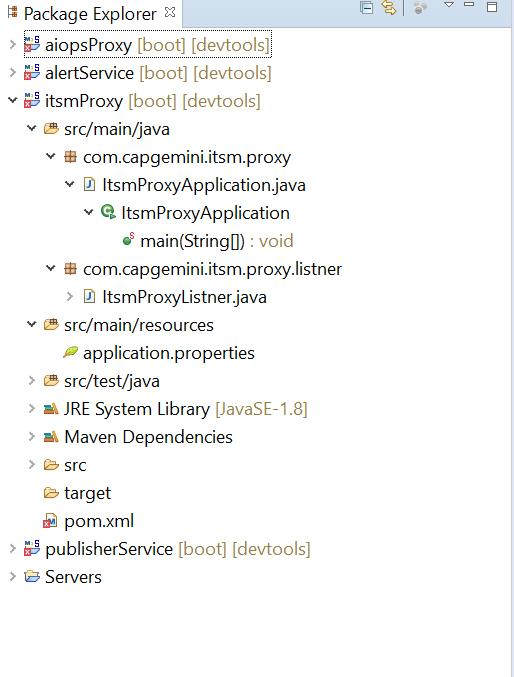 Package Explorer
aiopsProxy [boot] [devtools]
alertService [boot] [devtools]
itsmProxy [boot] [devtools]
src/main/java
com.capgemini.itsm.proxy
ItsmProxyApplication.java
ItsmProxyApplication
main(String[]) : void
com.capgemini.itsm.proxy.listner
ItsmProxyListner.java
src/main/resources
application.properties
src/test/java
JRE System Library [JavaSE-1.8]
Maven Dependencies
src
target
pom.xml
publisherService [boot] [devtools]
Servers